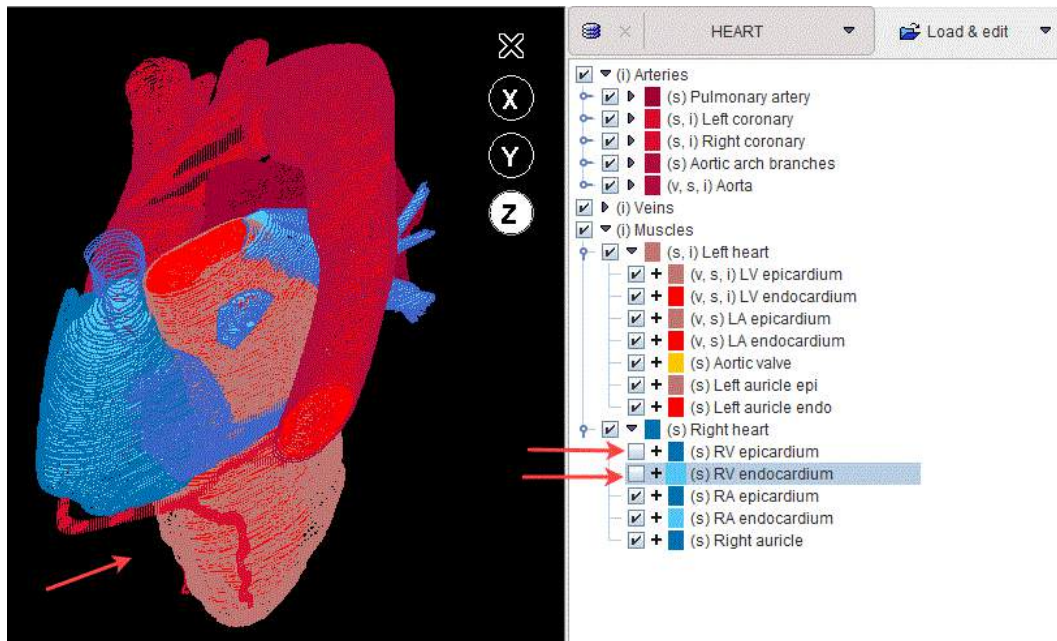 X
Y
Z
HEART
Load & edit
(i) Arteries
(s) Pulmonary artery
(s, i) Left coronary
(s, i) Right coronary
(s) Aortic arch branches
(v, s, i) Aorta
(i) Veins
(i) Muscles
(s, i) Left heart
(v, s, i) LV epicardium
(v, s, i) LV endocardium
(v, s) LA epicardium
(v, s) LA endocardium
(s) Aortic valve
(s) Left auricle epi
(s) Left auricle endo
(s) Right heart
(s) RV epicardium
(s) RV endocardium
(s) RA epicardium
(s) RA endocardium
(s) Right auricle